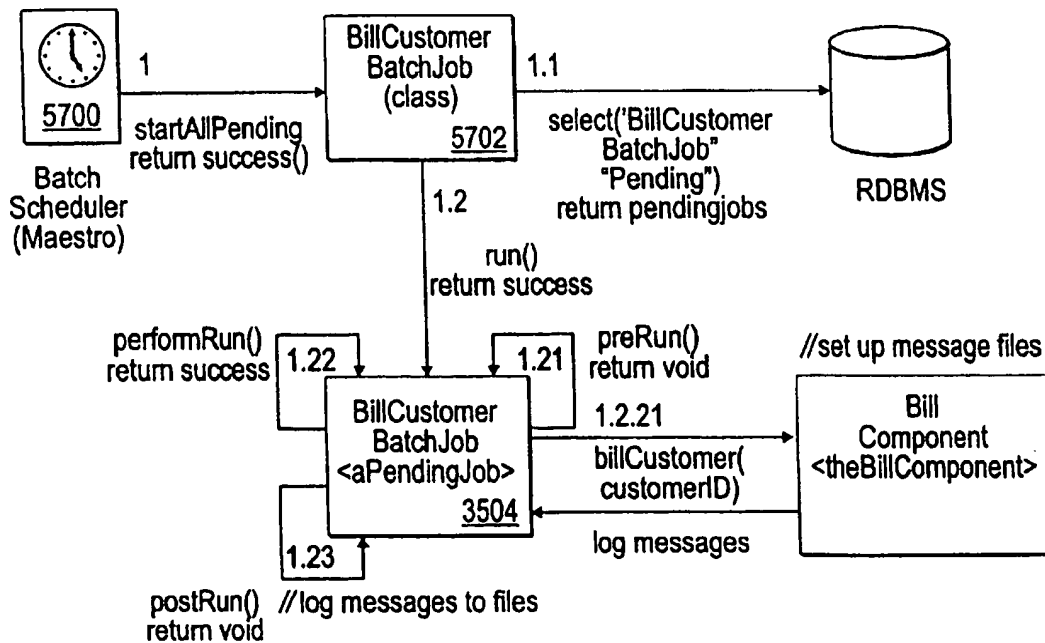 5700
Batch
Scheduler
(Maestro)
1
startAllPending
return success()
BillCustomer
BatchJob
(class)
5702
1.1
select('BillCustomer
BatchJob"
"Pending")
return pendingjobs
RDBMS
1.2
run()
return success
performRun()
return success
1.22
1.21
preRun()
return void
//set up message files
BillCustomer
BatchJob
<aPendingJob>
3504
1.2.21
billCustomer(
customerID)
log messages
Bill
Component
<theBillComponent>
1.23
postRun() //log messages to files
return void